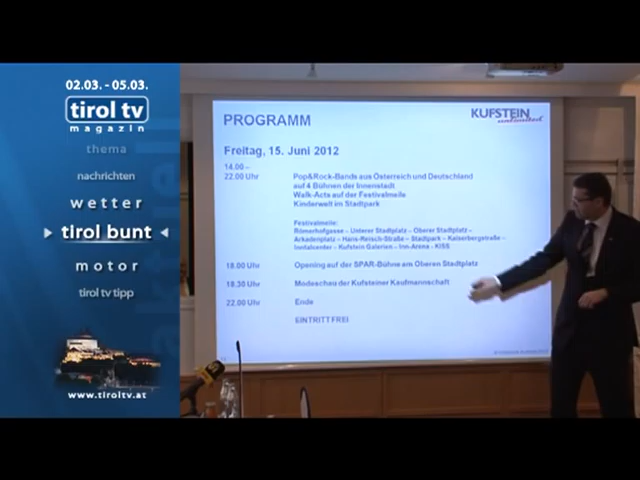 02.03. - 05.03.
tirol tv
magazin
thema
nachrichten
wetter
tirol bunt
motor
tirol tv tipp
www.tiroltv.at
PROGRAMM
KUFSTEIN
unlimited
Freitag, 15. Juni 2012
14.00 –
22.00 Uhr Pop&Rock-Bands aus Österreich und Deutschland
auf 4 Bühnen der Innenstadt
Walk-Acts auf der Festivalmeile
Kinderwelt im Stadtpark
Festivalmeile:
Römerhofgasse – Unterer Stadtplatz – Oberer Stadtplatz –
Arkadenplatz – Hans-Reisch-Straße – Stadtpark – Kaiserbergstraße –
Inntalcenter – Kufstein Galerien – Inn-Arena - KISS
18.00 Uhr Opening auf der SPAR-Bühne am Oberen Stadtplatz
18.30 Uhr Modeschau der Kufsteiner Kaufmannschaft
22.00 Uhr Ende
EINTRITT FREI